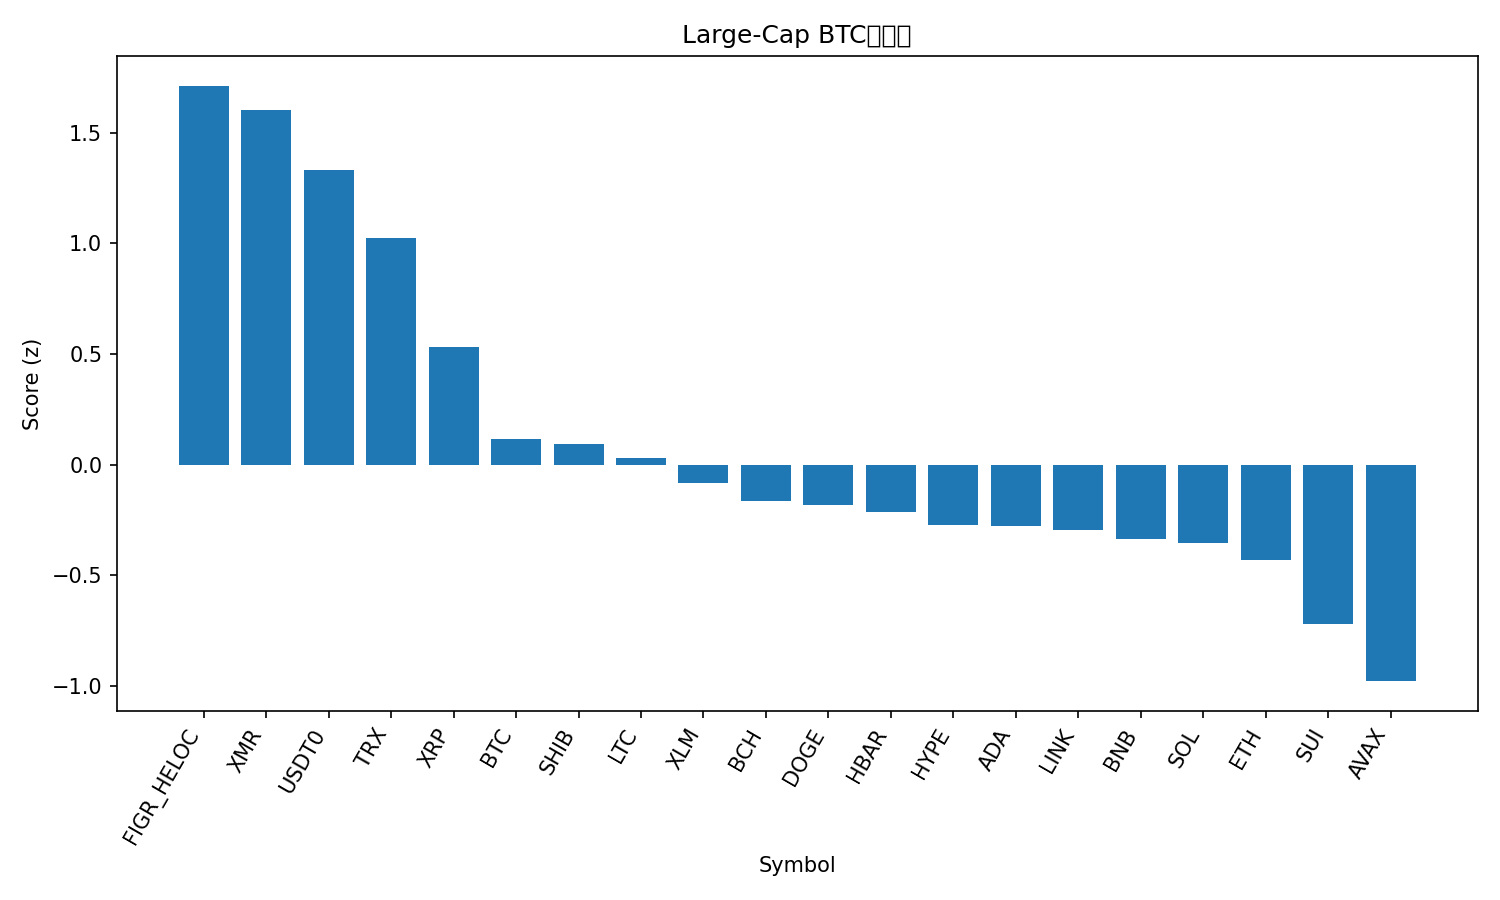 Large-Cap BTC
Score (z)
1.5
1.0
0.5
0.0
−0.5
−1.0
FIGR_HELOC
XMR
USDT0
TRX
XRP
BTC
SHIB
LTC
XLM
BCH
DOGE
HBAR
HYPE
ADA
LINK
BNB
SOL
ETH
SUI
AVAX
Symbol